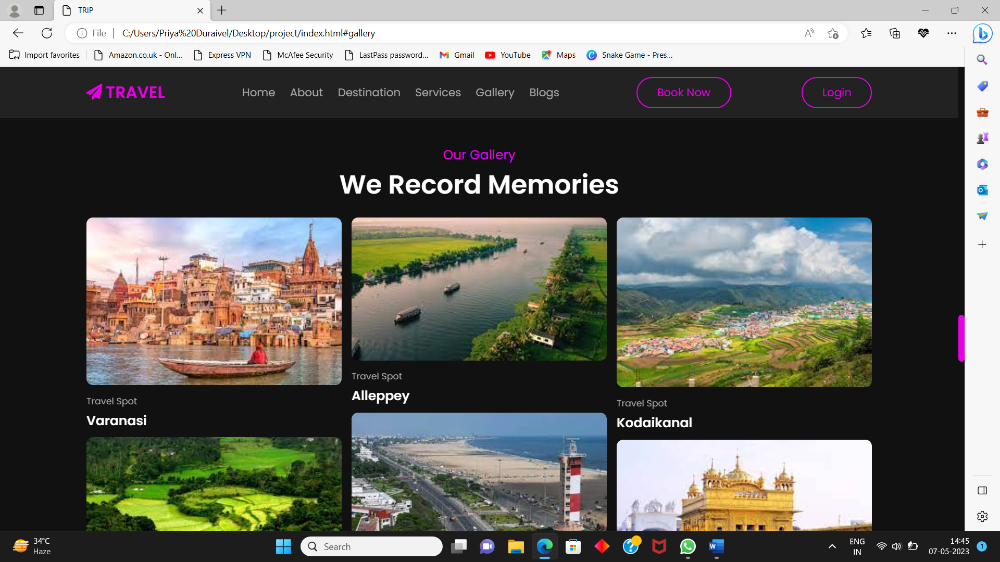 TRIP
File
C:/Users/Priya%20Duraivel/Desktop/project/index.html#gallery
Import favorites
Amazon.co.uk - Onl...
Express VPN
McAfee Security
LastPass password...
Gmail
YouTube
Maps
Snake Game - Pres...
TRAVEL
Home
About
Destination
Services
Gallery
Blogs
Book Now
Login
Our Gallery
We Record Memories
Travel Spot
Varanasi
Travel Spot
Alleppey
Travel Spot
Kodaikanal
34°C
Haze
Search
ENG
IN
14:45
07-05-2023
1